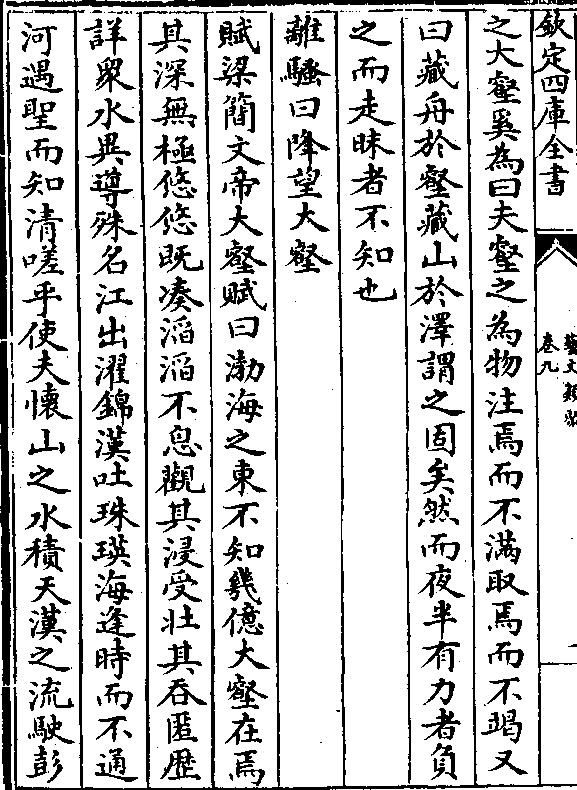 欽定四庫全書
藝文類聚
卷九
之大壑奚為曰夫壑之為物注焉而不滿取焉而不竭又
曰藏舟於壑藏山於澤謂之固矣然而夜半有力者負
之而走昧者不知也
離騷曰降望大壑
賦梁簡文帝大壑賦曰渤海之東不知幾億大壑在焉
其深無極悠悠既湊滔滔不息觀其浸受壯其吞匿歷
詳衆水異導殊名江出濯錦漢吐珠瑛海逢時而不通
河遇聖而知清嗟乎使夫懷山之水積天漢之流駛彭